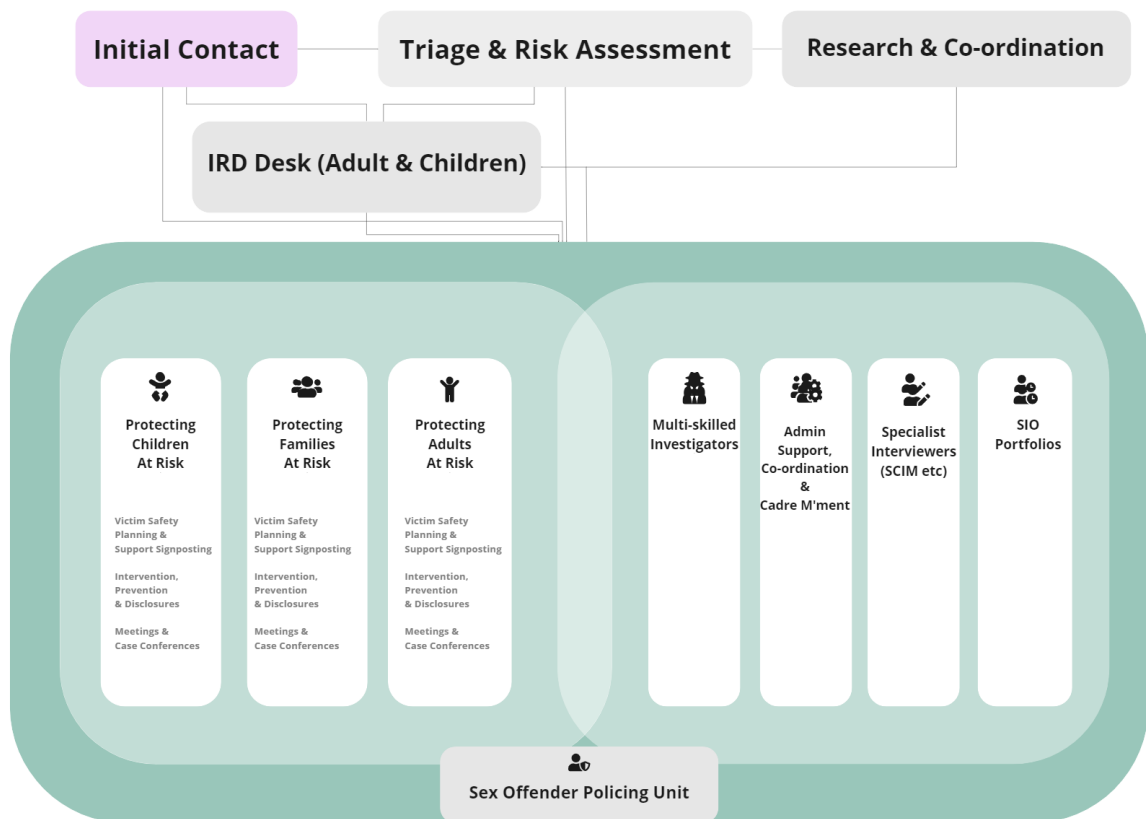 Initial Contact
Triage & Risk Assessment
Research & Co-ordination
IRD Desk (Adult & Children)
Protecting
Children
At Risk
Victim Safety
Planning &
Support Signposting
Intervention,
Prevention
& Disclosures
Meetings &
Case Conferences
Protecting
Families
At Risk
Victim Safety
Planning &
Support Signposting
Intervention,
Prevention
& Disclosures
Meetings &
Case Conferences
Protecting
Adults
At Risk
Victim Safety
Planning &
Support Signposting
Intervention,
Prevention
& Disclosures
Meetings &
Case Conferences
Multi-skilled
Investigators
Admin
Support,
Co-ordination
&
Cadre M'ment
Specialist
Interviewers
(SCIM etc)
SIO
Portfolios
Sex Offender Policing Unit